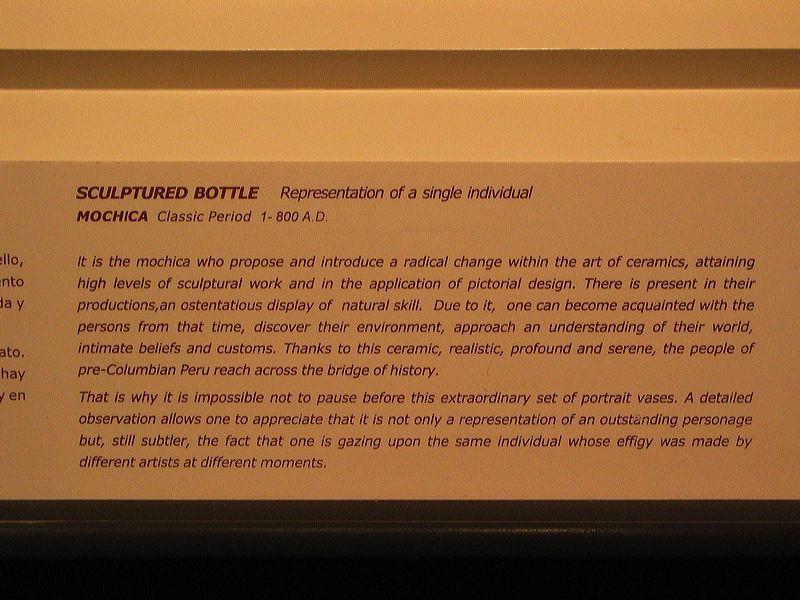 SCULPTURED BOTTLE Representation of a single individual
MOCHICA Classic Period 1- 800 A.D.
It is the mochica who propose and introduce a radical change within the art of ceramics, attaining
high levels of sculptural work and in the application of pictorial design. There is present in their
productions,an ostentatious display of natural skill. Due to it, one can become acquainted with the
persons from that time, discover their environment, approach an understanding of their world,
intimate beliefs and customs. Thanks to this ceramic, realistic, profound and serene, the people of
pre-Columbian Peru reach across the bridge of history.
That is why it is impossible not to pause before this extraordinary set of portrait vases. A detailed
observation allows one to appreciate that it is not only a representation of an outstanding personage
but, still subtler, the fact that one is gazing upon the same individual whose effigy was made by
different artists at different moments.
hay
y en